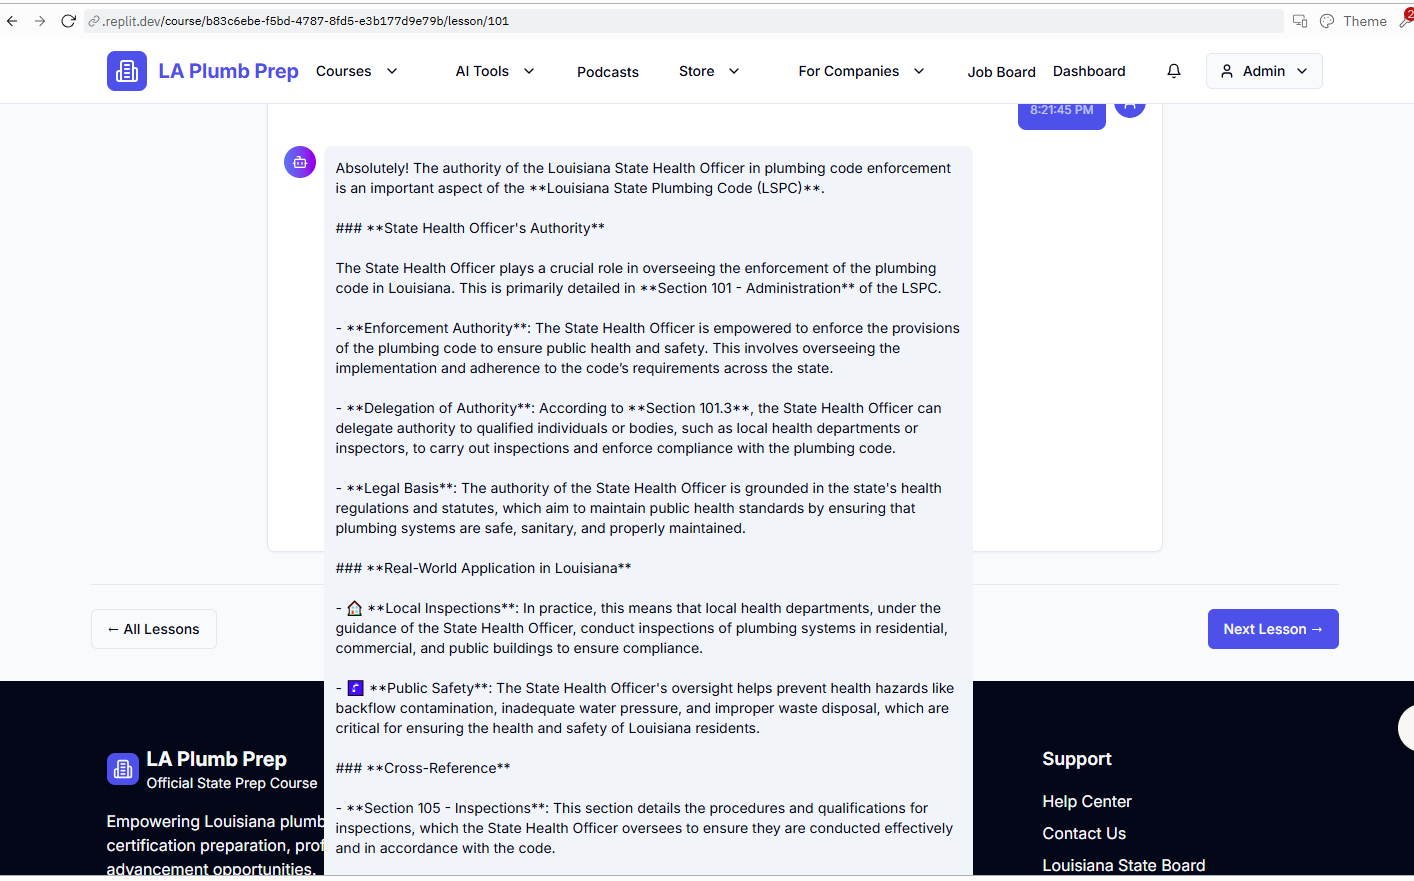 .replit.dev/course/b83c6ebe-f5bd-4787-8fd5-e3b177d9e79b/lesson/101
Theme
2
LA Plumb Prep
Courses
AI Tools
Podcasts
Store
For Companies
Job Board
Dashboard
Admin
8:21:45 PM
Absolutely! The authority of the Louisiana State Health Officer in plumbing code enforcement
is an important aspect of the **Louisiana State Plumbing Code (LSPC)**.
### **State Health Officer's Authority**
The State Health Officer plays a crucial role in overseeing the enforcement of the plumbing
code in Louisiana. This is primarily detailed in **Section 101 - Administration** of the LSPC.
- **Enforcement Authority**: The State Health Officer is empowered to enforce the provisions
of the plumbing code to ensure public health and safety. This involves overseeing the
implementation and adherence to the code’s requirements across the state.
- **Delegation of Authority**: According to **Section 101.3**, the State Health Officer can
delegate authority to qualified individuals or bodies, such as local health departments or
inspectors, to carry out inspections and enforce compliance with the plumbing code.
- **Legal Basis**: The authority of the State Health Officer is grounded in the state's health
regulations and statutes, which aim to maintain public health standards by ensuring that
plumbing systems are safe, sanitary, and properly maintained.
### **Real-World Application in Louisiana**
- 🏠 **Local Inspections**: In practice, this means that local health departments, under the
guidance of the State Health Officer, conduct inspections of plumbing systems in residential,
commercial, and public buildings to ensure compliance.
- 🚰 **Public Safety**: The State Health Officer's oversight helps prevent health hazards like
backflow contamination, inadequate water pressure, and improper waste disposal, which are
critical for ensuring the health and safety of Louisiana residents.
### **Cross-Reference**
- **Section 105 - Inspections**: This section details the procedures and qualifications for
inspections, which the State Health Officer oversees to ensure they are conducted effectively
and in accordance with the code.
← All Lessons
Next Lesson →
LA Plumb Prep
Official State Prep Course
Empowering Louisiana plumb
certification preparation, prof
advancement opportunities.
Support
Help Center
Contact Us
Louisiana State Board